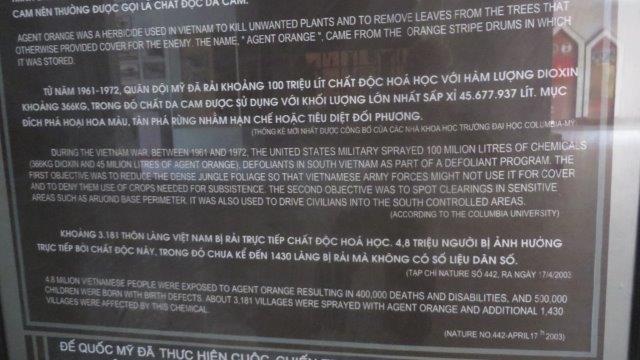 CAM NÊN THƯỜNG ĐƯỢC GỌI LÀ CHẤT ĐỘC DA CAM.
AGENT ORANGE WAS A HERBICIDE USED IN VIETNAM TO KILL UNWANTED PLANTS AND TO REMOVE LEAVES FROM THE TREES THAT
OTHERWISE PROVIDED COVER FOR THE ENEMY. THE NAME, " AGENT ORANGE ", CAME FROM THE ORANGE STRIPE DRUMS IN WHICH
IT WAS STORED.
TỪ NĂM 1961-1972, QUÂN ĐỘI MỸ ĐÃ RẢI KHOẢNG 100 TRIỆU LÍT CHẤT ĐỘC HOÁ HỌC VỚI HÀM LƯỢNG DIOXIN
KHOẢNG 366KG, TRONG ĐÓ CHẤT DA CAM ĐƯỢC SỬ DỤNG VỚI KHỐI LƯỢNG LỚN NHẤT SẤP XỈ 45.677.937 LÍT. MỤC
ĐÍCH PHÁ HOẠI HOA MÀU, TÀN PHÁ RỪNG NHẰM HẠN CHẾ HOẶC TIÊU DIỆT ĐỐI PHƯƠNG.
(THỐNG KÊ MỚI NHẤT ĐƯỢC CÔNG BỐ CỦA CÁC NHÀ KHOA HỌC TRƯỜNG ĐẠI HỌC COLUMBIA-MỸ
DURING THE VIETNAM WAR, BETWEEN 1961 AND 1972, THE UNITED STATES MILITARY SPRAYED 100 MILION LITRES OF CHEMICALS
(366KG DIOXIN AND 45 MILION LITRES OF AGENT ORANGE), DEFOLIANTS IN SOUTH VIETNAM AS PART OF A DEFOLIANT PROGRAM. THE
FIRST OBJECTIVE WAS TO REDUCE THE DENSE JUNGLE FOLIAGE SO THAT VIETNAMESE ARMY FORCES MIGHT NOT USE IT FOR COVER
AND TO DENY THEM USE OF CROPS NEEDED FOR SUBSISTENCE. THE SECOND OBJECTIVE WAS TO SPOT CLEARINGS IN SENSITIVE
AREAS SUCH AS ARUOND BASE PERIMETER. IT WAS ALSO USED TO DRIVE CIVILIANS INTO THE SOUTH CONTROLLED AREAS.
(ACCORDING TO THE COLUMBIA UNIVERSITY)
KHOẢNG 3.181 THÔN LÀNG VIỆT NAM BỊ RẢI TRỰC TIẾP CHẤT ĐỘC HOÁ HỌC. 4,8 TRIỆU NGƯỜI BỊ ẢNH HƯỞNG
TRỰC TIẾP BỞI CHẤT ĐỘC NÀY, TRONG ĐÓ CHƯA KỂ ĐẾN 1430 LÀNG BỊ RẢI MÀ KHÔNG CÓ SỐ LIỆU DÂN SỐ.
(TẠP CHÍ NATURE SỐ 442, RA NGÀY 17/4/2003
4.8 MILION VIETNAMESE PEOPLE WERE EXPOSED TO AGENT ORANGE RESULTING IN 400,000 DEATHS AND DISABILITIES, AND 500,000
CHILDREN WERE BORN WITH BIRTH DEFECTS. ABOUT 3,181 VILLAGES WERE SPRAYED WITH AGENT ORANGE AND ADDITIONAL 1,430
VILLAGES WERE AFFECTED BY THIS CHEMICAL.
(NATURE NO.442-APRIL17 h 2003)
ĐẾ QUỐC MỸ ĐÃ THỰC HIỆN CUỘC CHIẾN